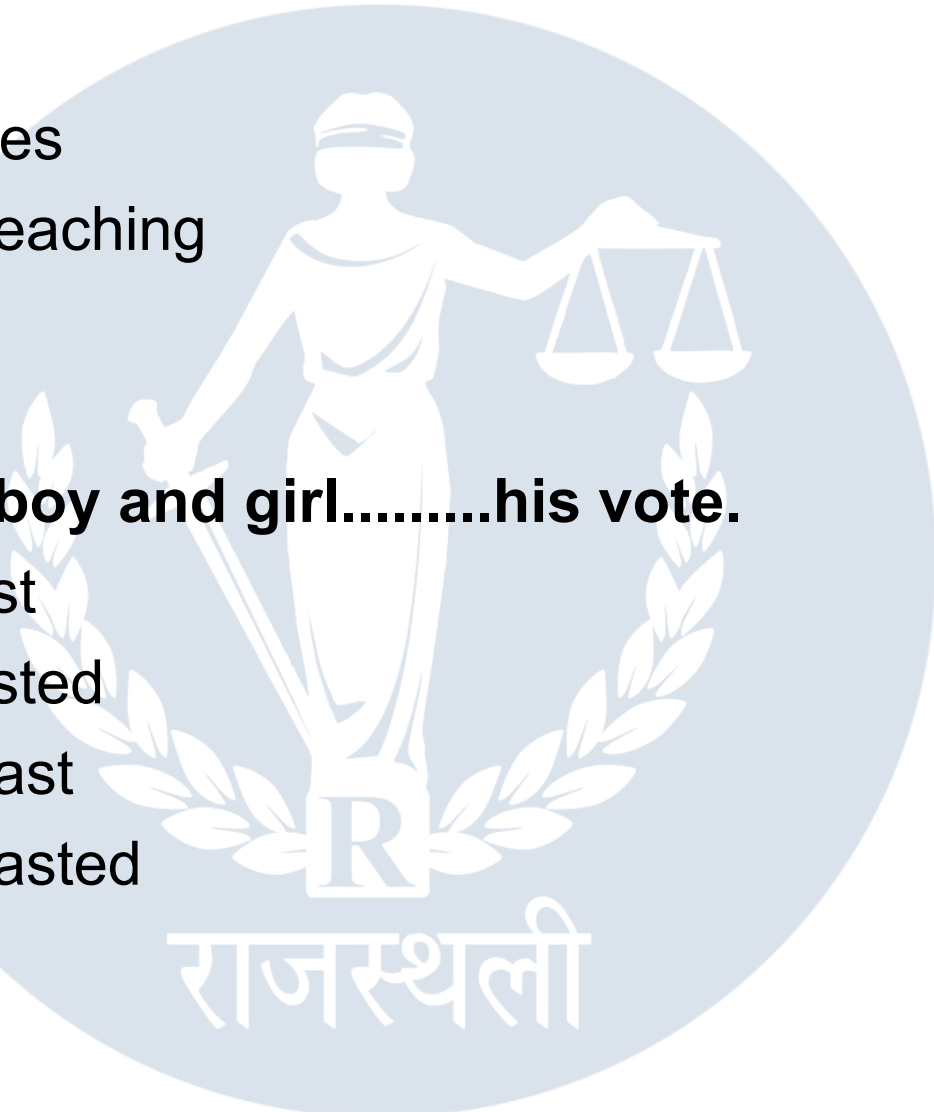 es
eaching
boy and girl.........his vote.
st
sted
ast
asted
R
राजस्थली